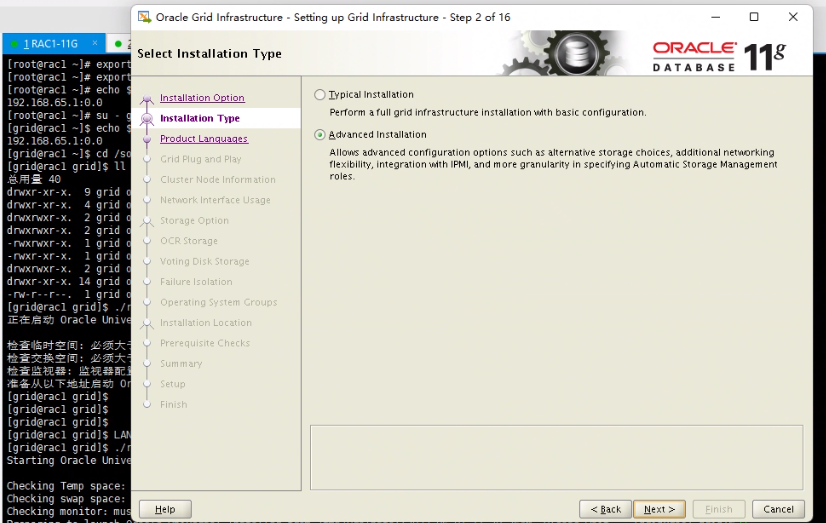 Oracle Grid Infrastructure - Setting up Grid Infrastructure - Step 2 of 16
1 RAC1-11G
Select Installation Type
ORACLE
DATABASE
11g
[root@rac1 ~]# export
[root@rac1 ~]# export
[root@rac1 ~]# echo $
192.168.65.1:0.0
[root@rac1 ~]# su - g
[grid@rac1 ~]$ echo $
192.168.65.1:0.0
[grid@rac1 ~]$ cd /so
[grid@rac1 grid]$ ll
总用量 40
drwxr-xr-x. 9 grid o
drwxr-xr-x. 4 grid o
drwxrwxr-x. 2 grid o
drwxrwxr-x. 2 grid o
-rwxrwxr-x. 1 grid o
-rwxr-xr-x. 1 grid o
drwxrwxr-x. 2 grid o
drwxr-xr-x. 14 grid o
-rw-r--r--. 1 grid o
[grid@rac1 grid]$ ./r
正在启动 Oracle Unive
检查临时空间: 必须大于
检查交换空间: 必须大于
检查监视器: 监视器配置
准备从以下地址启动 Or
[grid@rac1 grid]$
[grid@rac1 grid]$
[grid@rac1 grid]$
[grid@rac1 grid]$ LAN
[grid@rac1 grid]$ ./r
Starting Oracle Unive
Checking Temp space:
Checking swap space:
Checking monitor: mus
Installation Option
Installation Type
Product Languages
Grid Plug and Play
Cluster Node Information
Network Interface Usage
Storage Option
OCR Storage
Voting Disk Storage
Failure Isolation
Operating System Groups
Installation Location
Prerequisite Checks
Summary
Setup
Finish
Typical Installation
Perform a full grid infrastructure installation with basic configuration.
Advanced Installation
Allows advanced configuration options such as alternative storage choices, additional networking
flexibility, integration with IPMI, and more granularity in specifying Automatic Storage Management
roles.
Help
< Back
Next >
Finish
Cancel